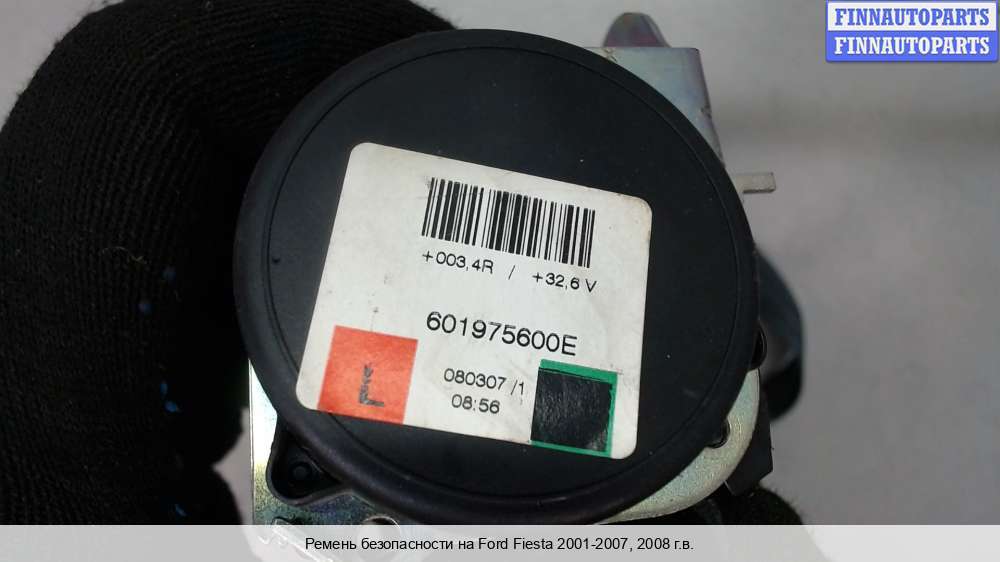 FINNAUTOPARTS
FINNAUTOPARTS
+003,4R / +32,6 V
601975600E
L
080307 /1
08:56
Ремень безопасности на Ford Fiesta 2001-2007, 2008 г.в.